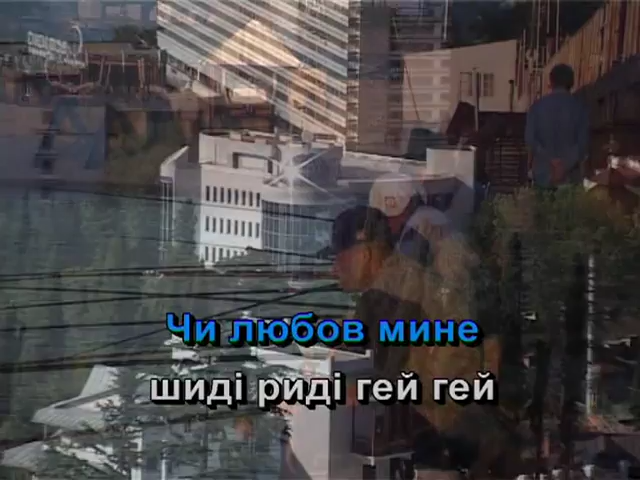 Чи любов мине
шиді риді гей гей